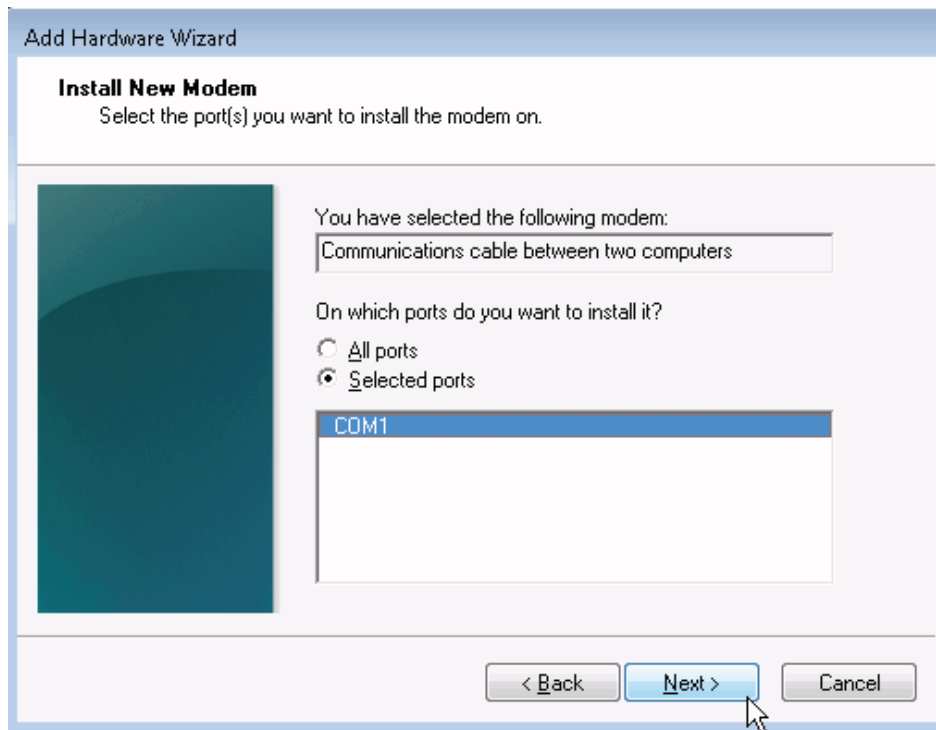 Add Hardware Wizard
Install New Modem
Select the port(s) you want to install the modem on.
You have selected the following modem:
Communications cable between two computers
On which ports do you want to install it?
All ports
Selected ports
COM1
< Back
Next >
Cancel